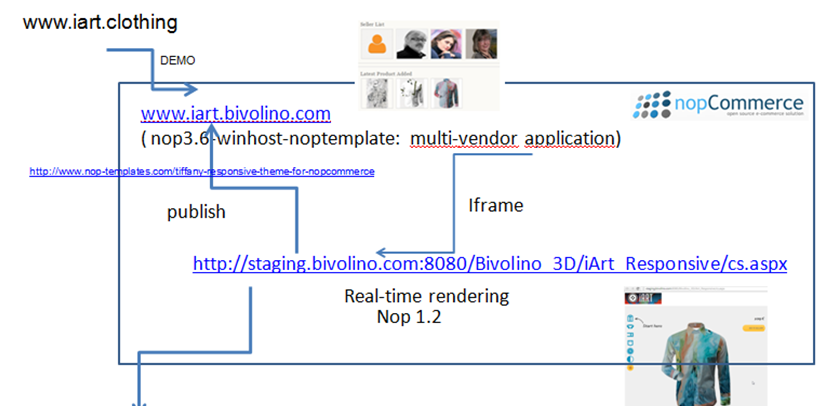 www.iart.clothing
DEMO
Seller List
Latest Product Added
www.iart.bivolino.com
nopCommerce
open source e-commerce solution
( nop3.6-winhost-noptemplate: multi-vendor application)
http://www.nop-templates.com/tiffany-responsive-theme-for-nopcommerce
publish
Iframe
http://staging.bivolino.com:8080/Bivolino_3D/iArt_Responsive/cs.aspx
Real-time rendering
Nop 1.2
Start here